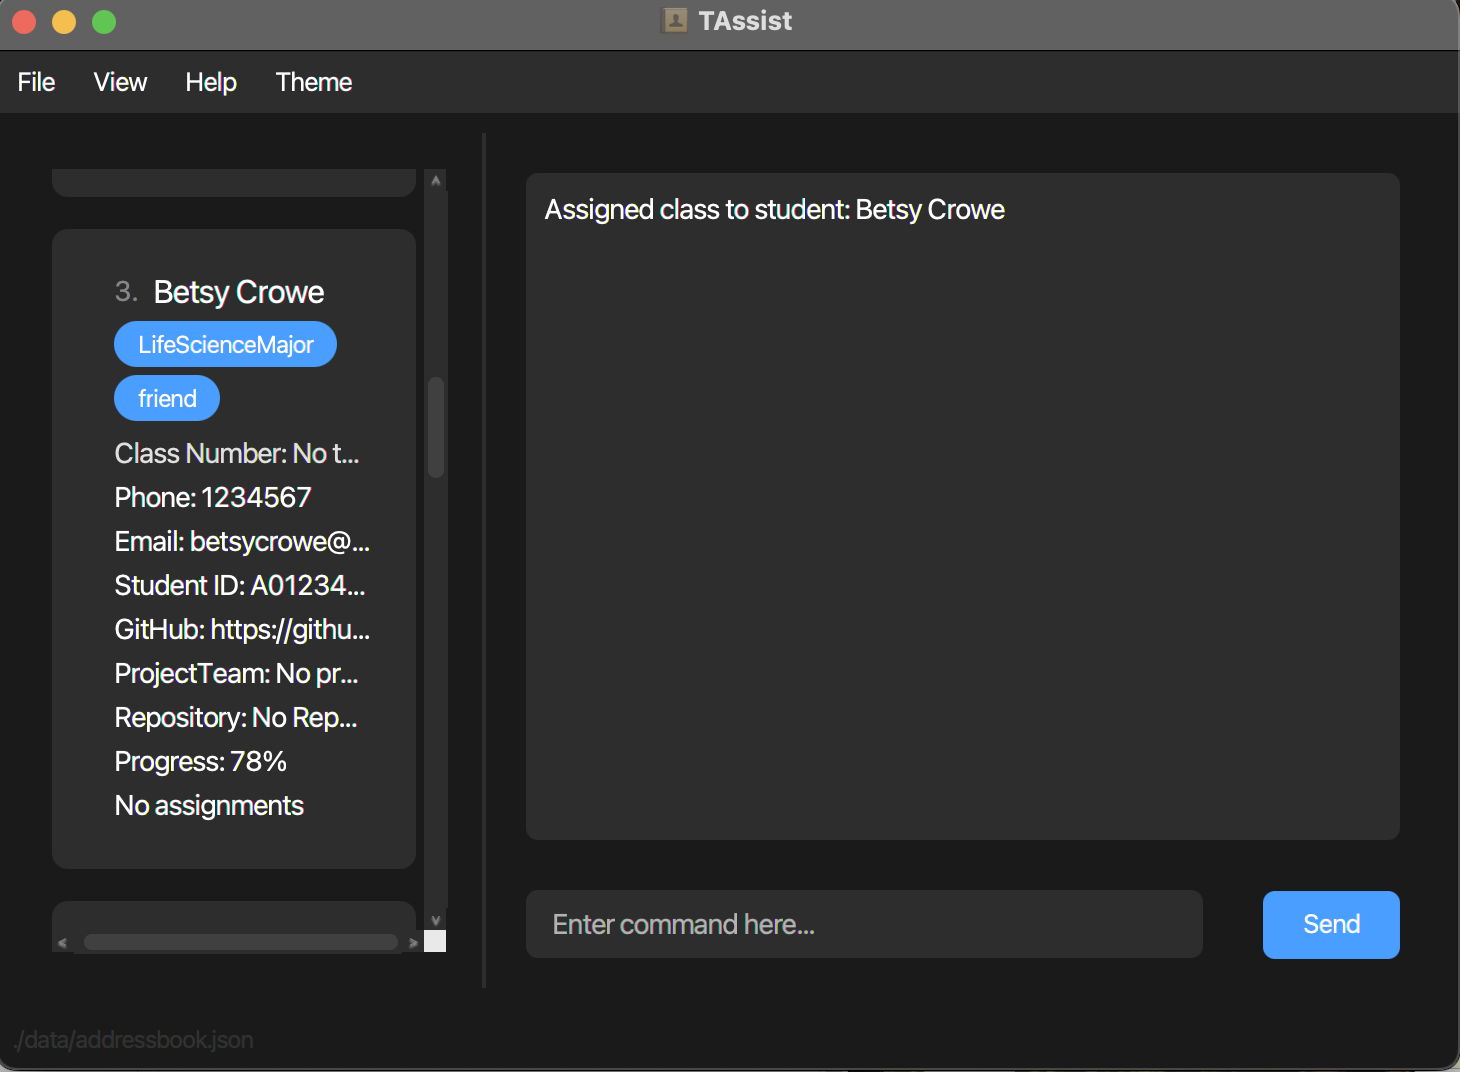 TAssist
File View Help Theme
3. Betsy Crowe
LifeScienceMajor
friend
Class Number: No t...
Phone: 1234567
Email: betsycrowe@...
Student ID: A01234...
GitHub: https://githu...
ProjectTeam: No pr...
Repository: No Rep...
Progress: 78%
No assignments
Assigned class to student: Betsy Crowe
Enter command here...
Send
./data/addressbook.json